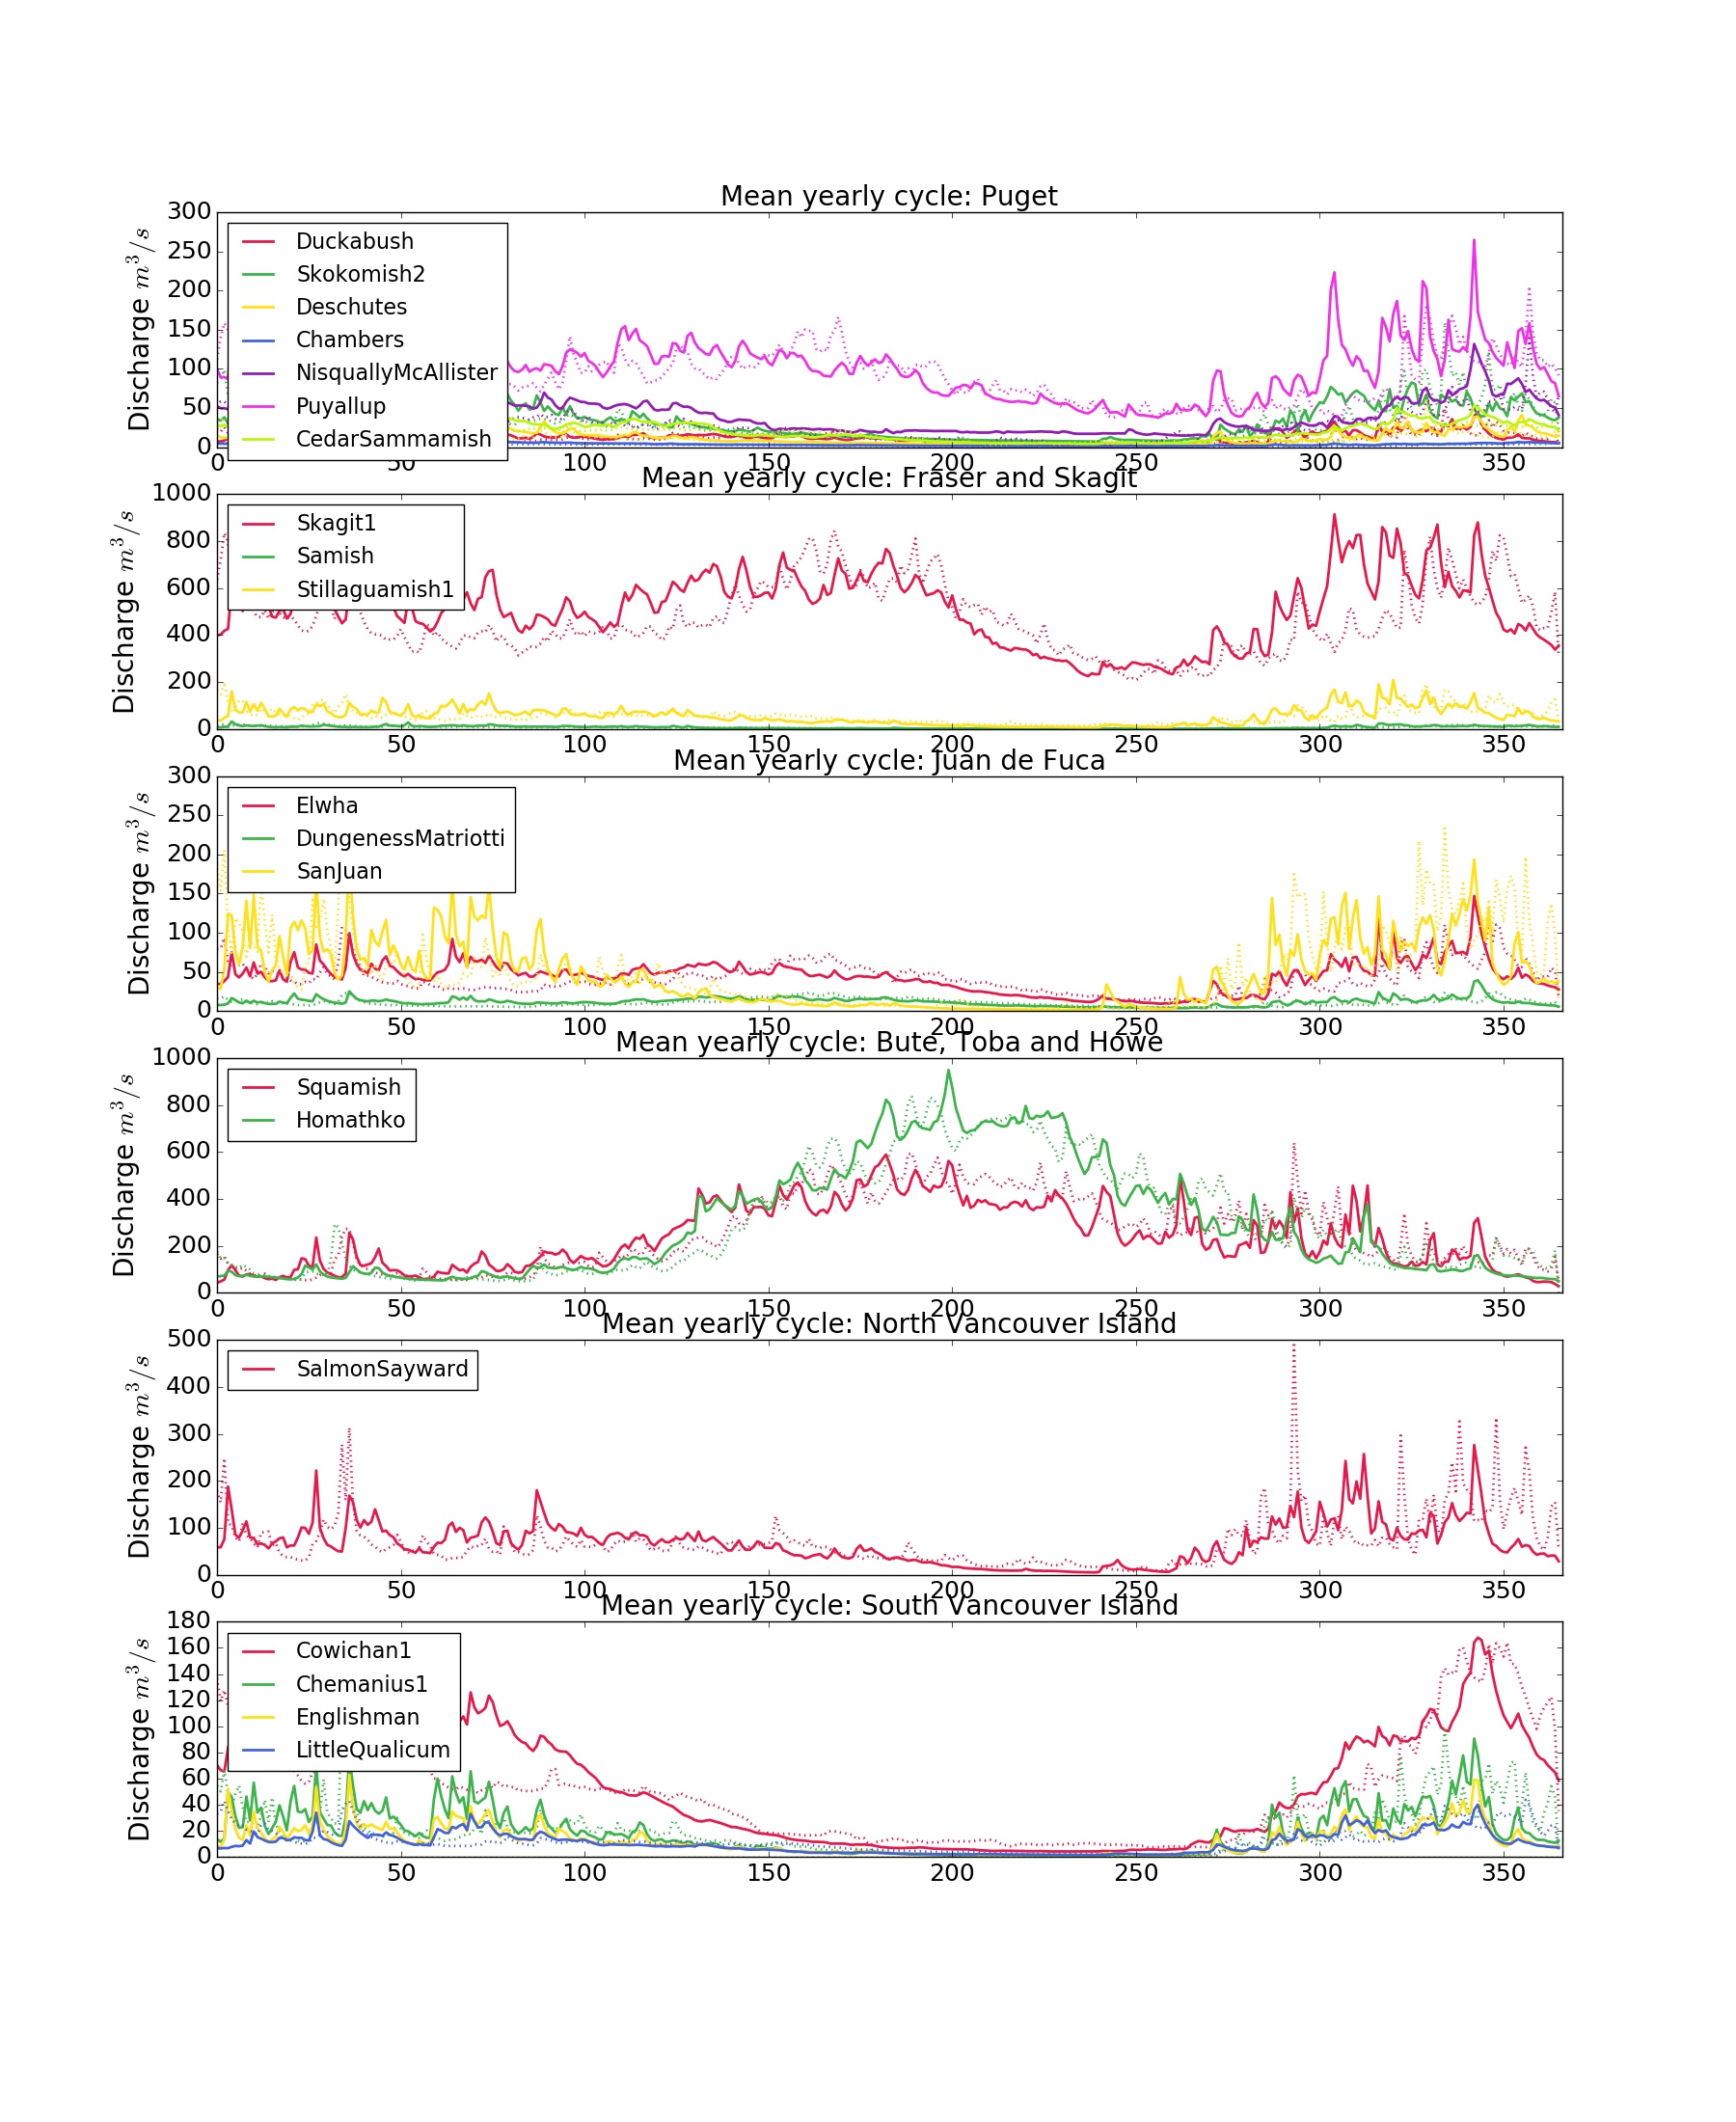 Mean yearly cycle: Puget
300
250
200
150
100
50
0
Discharge m³/s
Duckabush
Skokomish2
Deschutes
Chambers
NisquallyMcAllister
Puyallup
CedarSammamish
0 50 100 150 200 250 300 350
Mean yearly cycle: Fraser and Skagit
1000
800
600
400
200
0
Discharge m³/s
Skagit1
Samish
Stillaguamish1
0 50 100 150 200 250 300 350
Mean yearly cycle: Juan de Fuca
300
250
200
150
100
50
0
Discharge m³/s
Elwha
DungenessMatriotti
SanJuan
0 50 100 150 200 250 300 350
Mean yearly cycle: Bute, Toba and Howe
1000
800
600
400
200
0
Discharge m³/s
Squamish
Homathko
0 50 100 150 200 250 300 350
Mean yearly cycle: North Vancouver Island
500
400
300
200
100
0
Discharge m³/s
SalmonSayward
0 50 100 150 200 250 300 350
Mean yearly cycle: South Vancouver Island
180
160
140
120
100
80
60
40
20
0
Discharge m³/s
Cowichan1
Chemanius1
Englishman
LittleQualicum
0 50 100 150 200 250 300 350